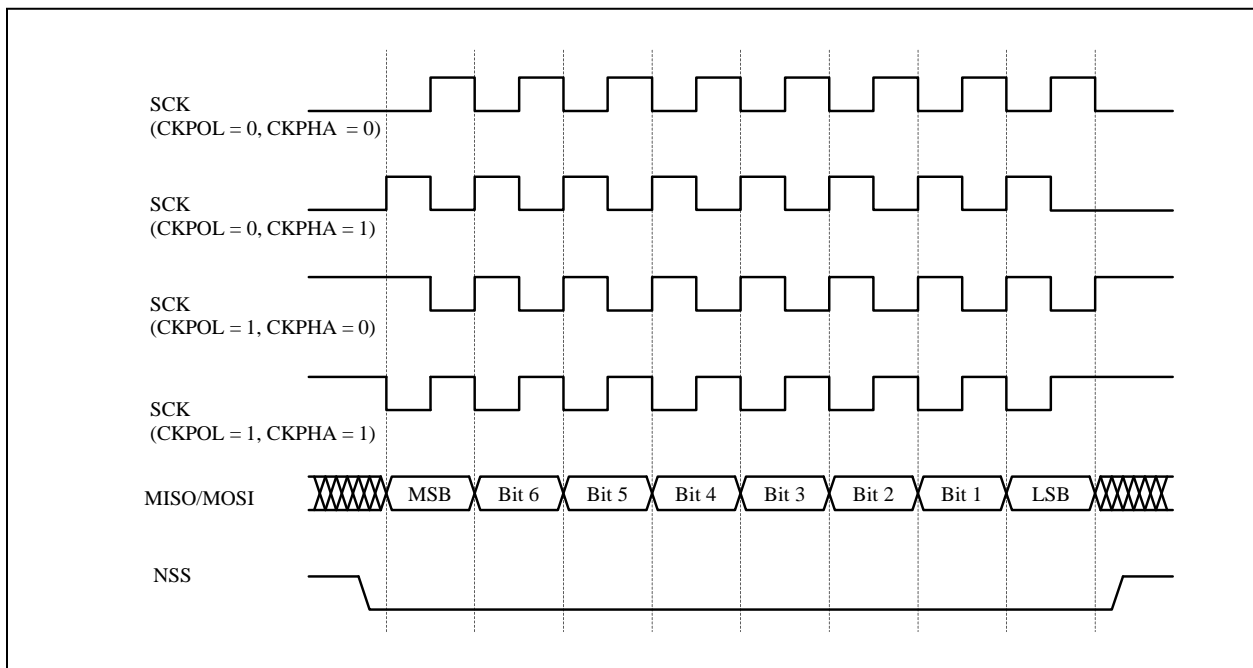 SCK
(CKPOL = 0, CKPHA = 0)
SCK
(CKPOL = 0, CKPHA = 1)
SCK
(CKPOL = 1, CKPHA = 0)
SCK
(CKPOL = 1, CKPHA = 1)
MISO/MOSI MSB Bit 6 Bit 5 Bit 4 Bit 3 Bit 2 Bit 1 LSB
NSS